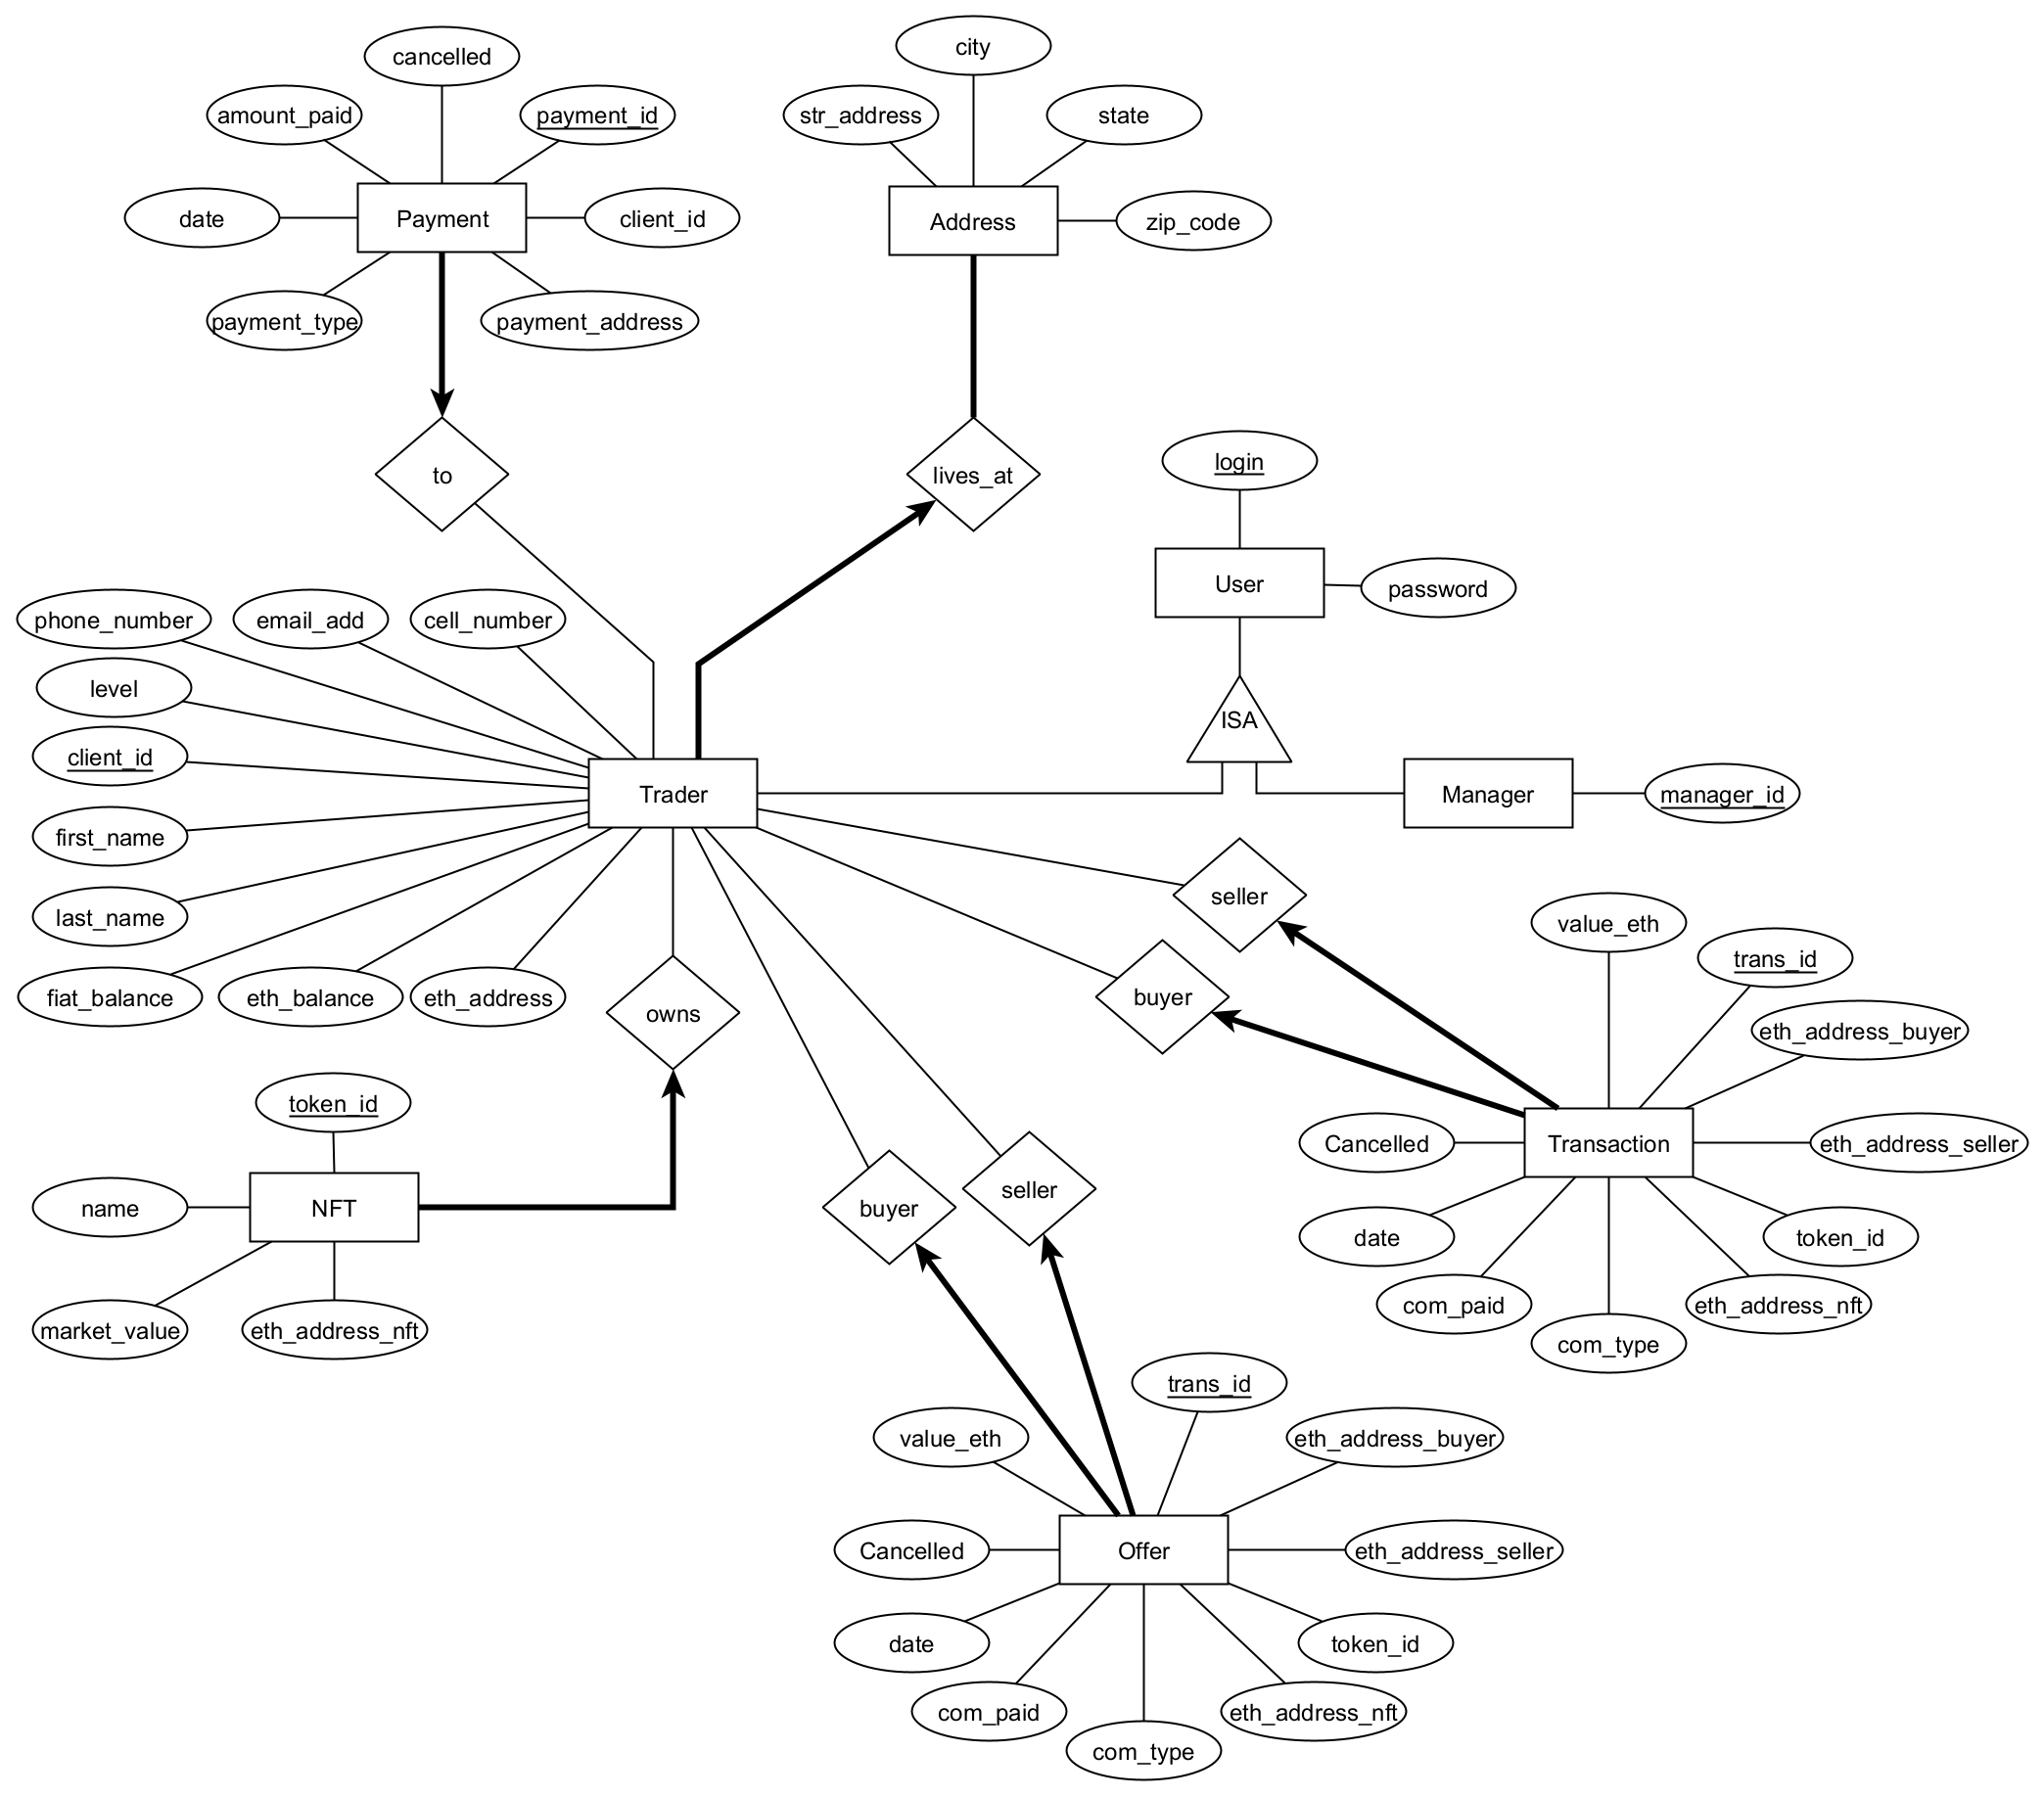 city
cancelled
amount_paid
payment_id
str_address
state
date
Payment
client_id
Address
zip_code
payment_type
payment_address
to
lives_at
login
User
password
phone_number
email_add
cell_number
level
ISA
client_id
Trader
Manager
manager_id
first_name
last_name
seller
value_eth
trans_id
fiat_balance
eth_balance
eth_address
owns
buyer
eth_address_buyer
token_id
Cancelled
Transaction
eth_address_seller
name
NFT
buyer
seller
date
token_id
com_paid
eth_address_nft
market_value
eth_address_nft
com_type
trans_id
value_eth
eth_address_buyer
Cancelled
Offer
eth_address_seller
date
token_id
com_paid
eth_address_nft
com_type